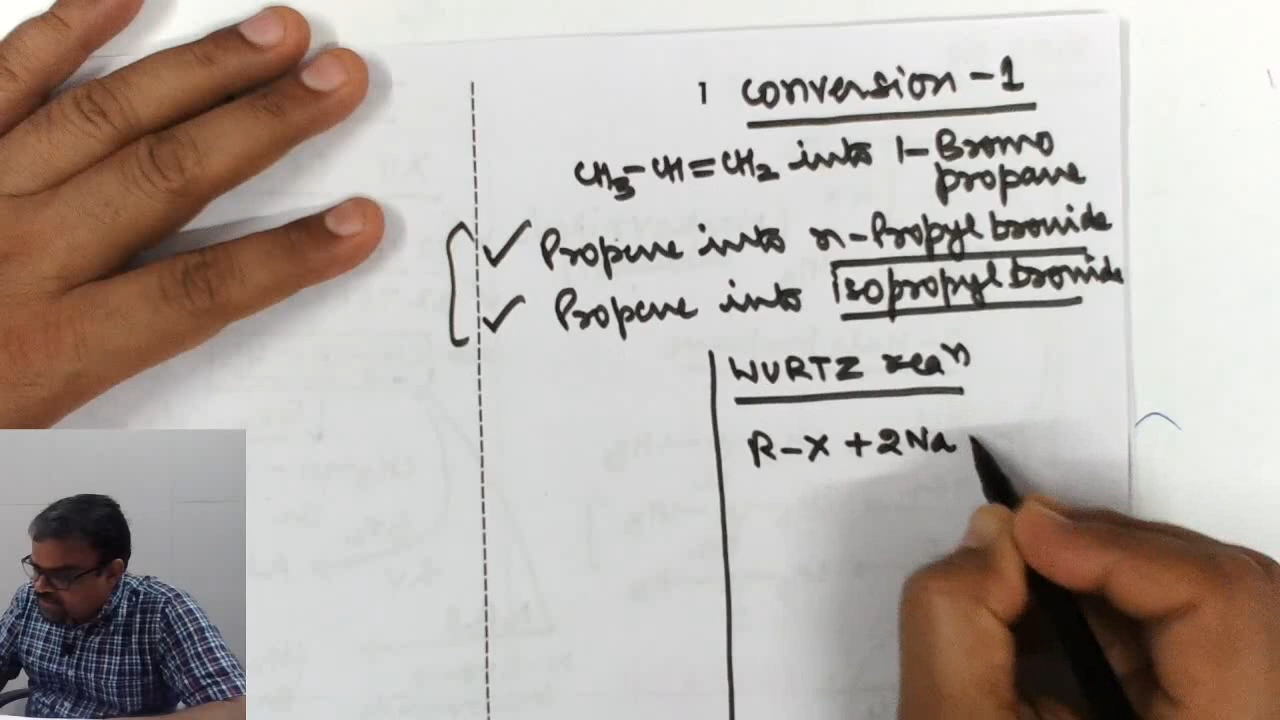 Conversion-1
CH3-CH=CH2 into 1-Bromo
propane
Propene into n-Propyl bromide
Propene into Isopropyl bromide
WURTZ reaⁿ
R-X + 2Na